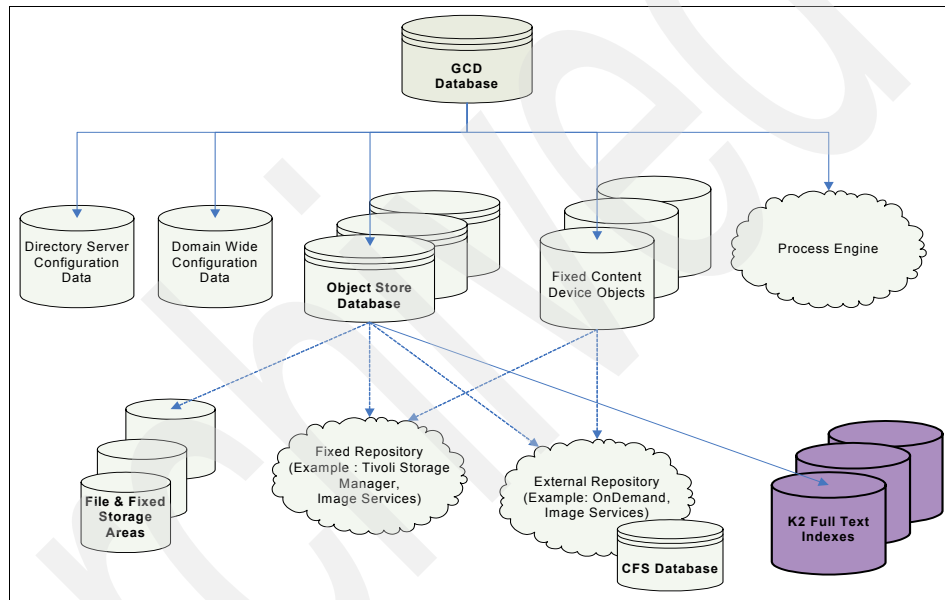 GCD
Database
Directory Server
Configuration
Data
Domain Wide
Configuration
Data
Object Store
Database
Fixed Content
Device Objects
Process Engine
File & Fixed
Storage
Areas
Fixed Repository
(Example : Tivoli Storage
Manager,
Image Services)
External Repository
(Example: OnDemand,
Image Services)
CFS Database
K2 Full Text
Indexes